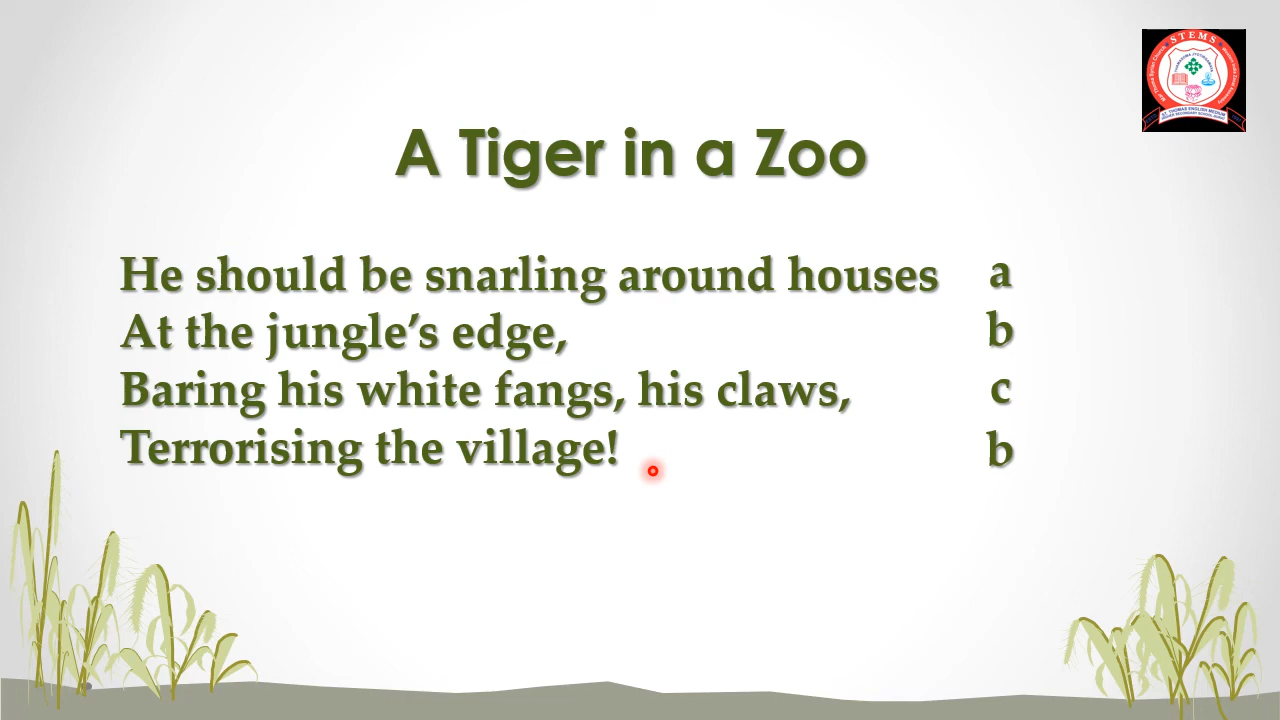 STEMS
A Tiger in a Zoo
He should be snarling around houses a
At the jungle’s edge, b
Baring his white fangs, his claws, c
Terrorising the village! b